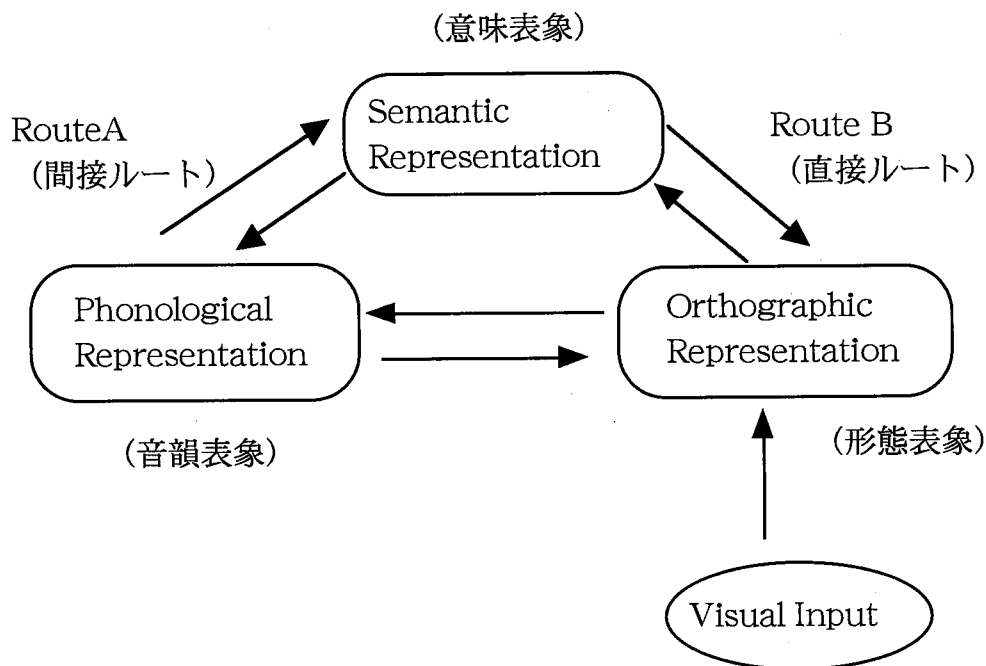 (意味表象)
RouteA
(間接ルート)
Semantic
Representation
Route B
(直接ルート)
Phonological
Representation
(音韻表象)
Orthographic
Representation
(形態表象)
Visual Input